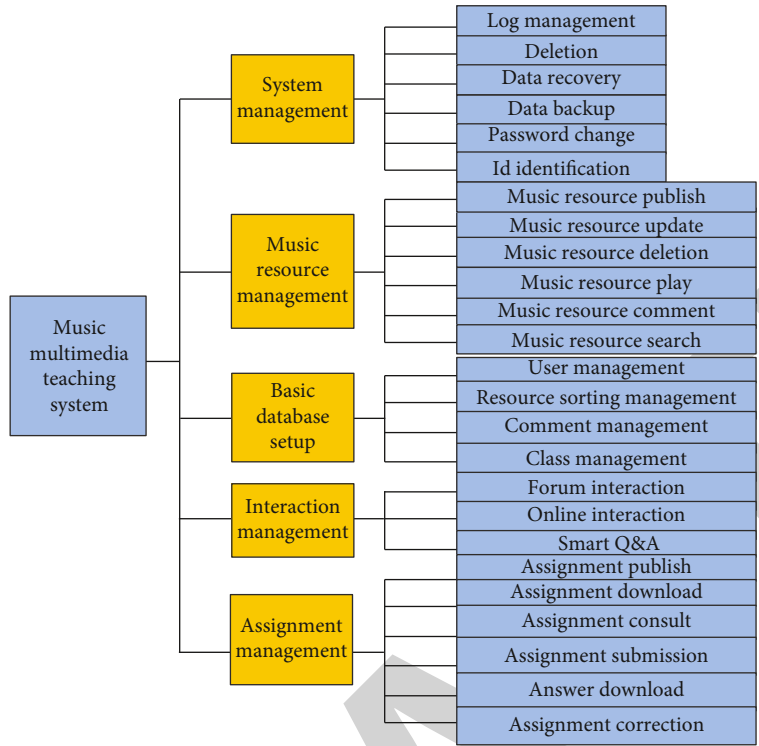 Music
multimedia
teaching
system
System
management
Log management
Deletion
Data recovery
Data backup
Password change
Id identification
Music
resource
management
Music resource publish
Music resource update
Music resource deletion
Music resource play
Music resource comment
Music resource search
Basic
database
setup
User management
Resource sorting management
Comment management
Class management
Interaction
management
Forum interaction
Online interaction
Smart Q&A
Assignment
management
Assignment publish
Assignment download
Assignment consult
Assignment submission
Answer download
Assignment correction